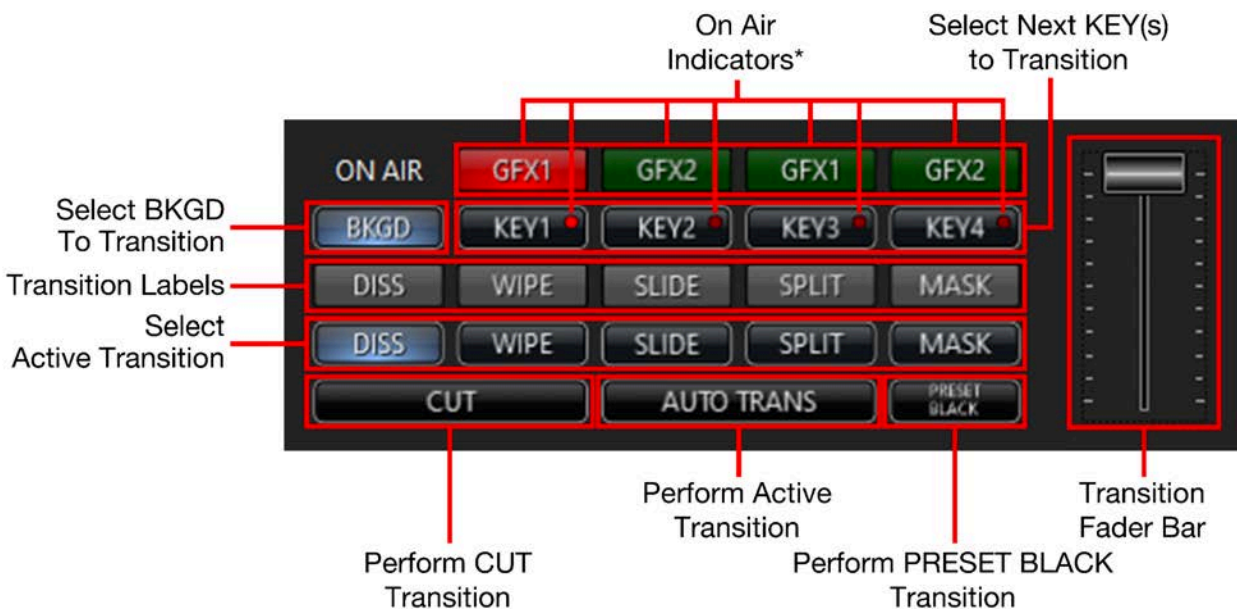 On Air
Indicators*
Select Next KEY(s)
to Transition
ON AIR GFX1 GFX2 GFX1 GFX2
Select BKGD
To Transition
BKGD KEY1 KEY2 KEY3 KEY4
Transition Labels
DISS WIPE SLIDE SPLIT MASK
Select
Active Transition
DISS WIPE SLIDE SPLIT MASK
CUT AUTO TRANS PRESET
BLACK
Perform Active
Transition
Transition
Fader Bar
Perform CUT
Transition
Perform PRESET BLACK
Transition